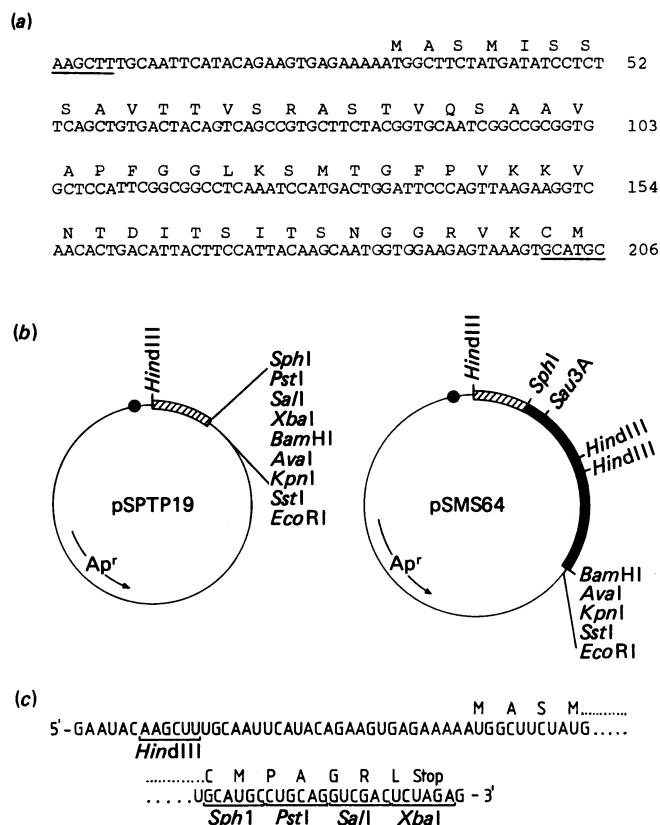 (a)
M A S M I S S
AAGCTTTGCAATTCATACAGAAGTGAGAAAAATGGCTTCTATGATATCCTCT 52
S A V T T V S R A S T V Q S A A V
TCAGCTGTGACTACAGTCAGCCGTGCTTCTACGGTGCAATCGGCCGCGGTG 103
A P F G G L K S M T G F P V K K V
GCTCCATTCGGCGGCCTCAAATCCATGACTGGATTCCCAGTTAAGAAGGTC 154
N T D I T S I T S N G G R V K C M
AACACTGACATTACTTCCATTACAAGCAATGGTGGAAGAGTAAAGTGCATGC 206
(b)
HindIII
SphI
PstI
SalI
XbaI
BamHI
AvaI
KpnI
SstI
EcoRI
pSPTP19
Apr
HindIII
SphI
Sau3A
HindIII
HindIII
pSMS64
Apr
BamHI
AvaI
KpnI
SstI
EcoRI
(c)
M A S M............
5'-GAAUACAAGCUUUGCAAUUCAUACAGAAGUGAGAAAAAUGGCUUCUAUG.....
HindIII
............C M P A G R L Stop
.....UGCAUGCCUGCAGGUCGACUCUAGAG-3'
Sph1 PstI SalI XbaI